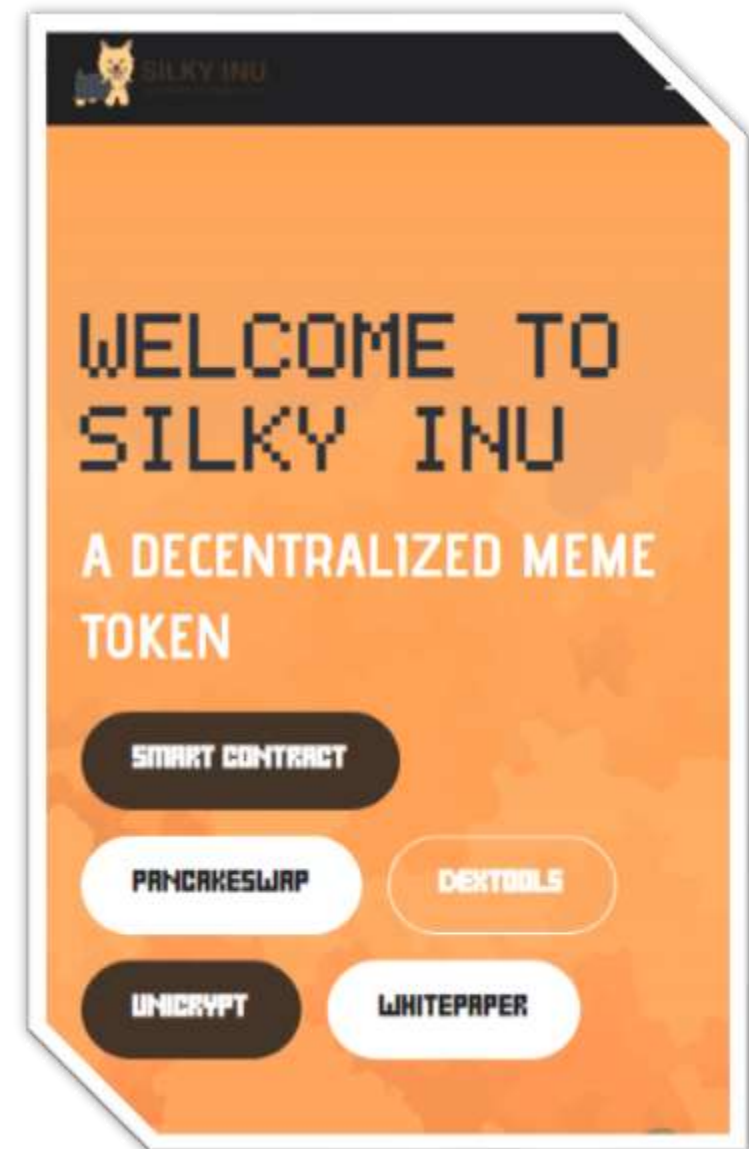 SILKY INU
WELCOME TO
SILKY INU
A DECENTRALIZED MEME
TOKEN
SMART CONTRACT
PANCAKESWAP
DEXTOOLS
UNICRYPT
WHITEPAPER